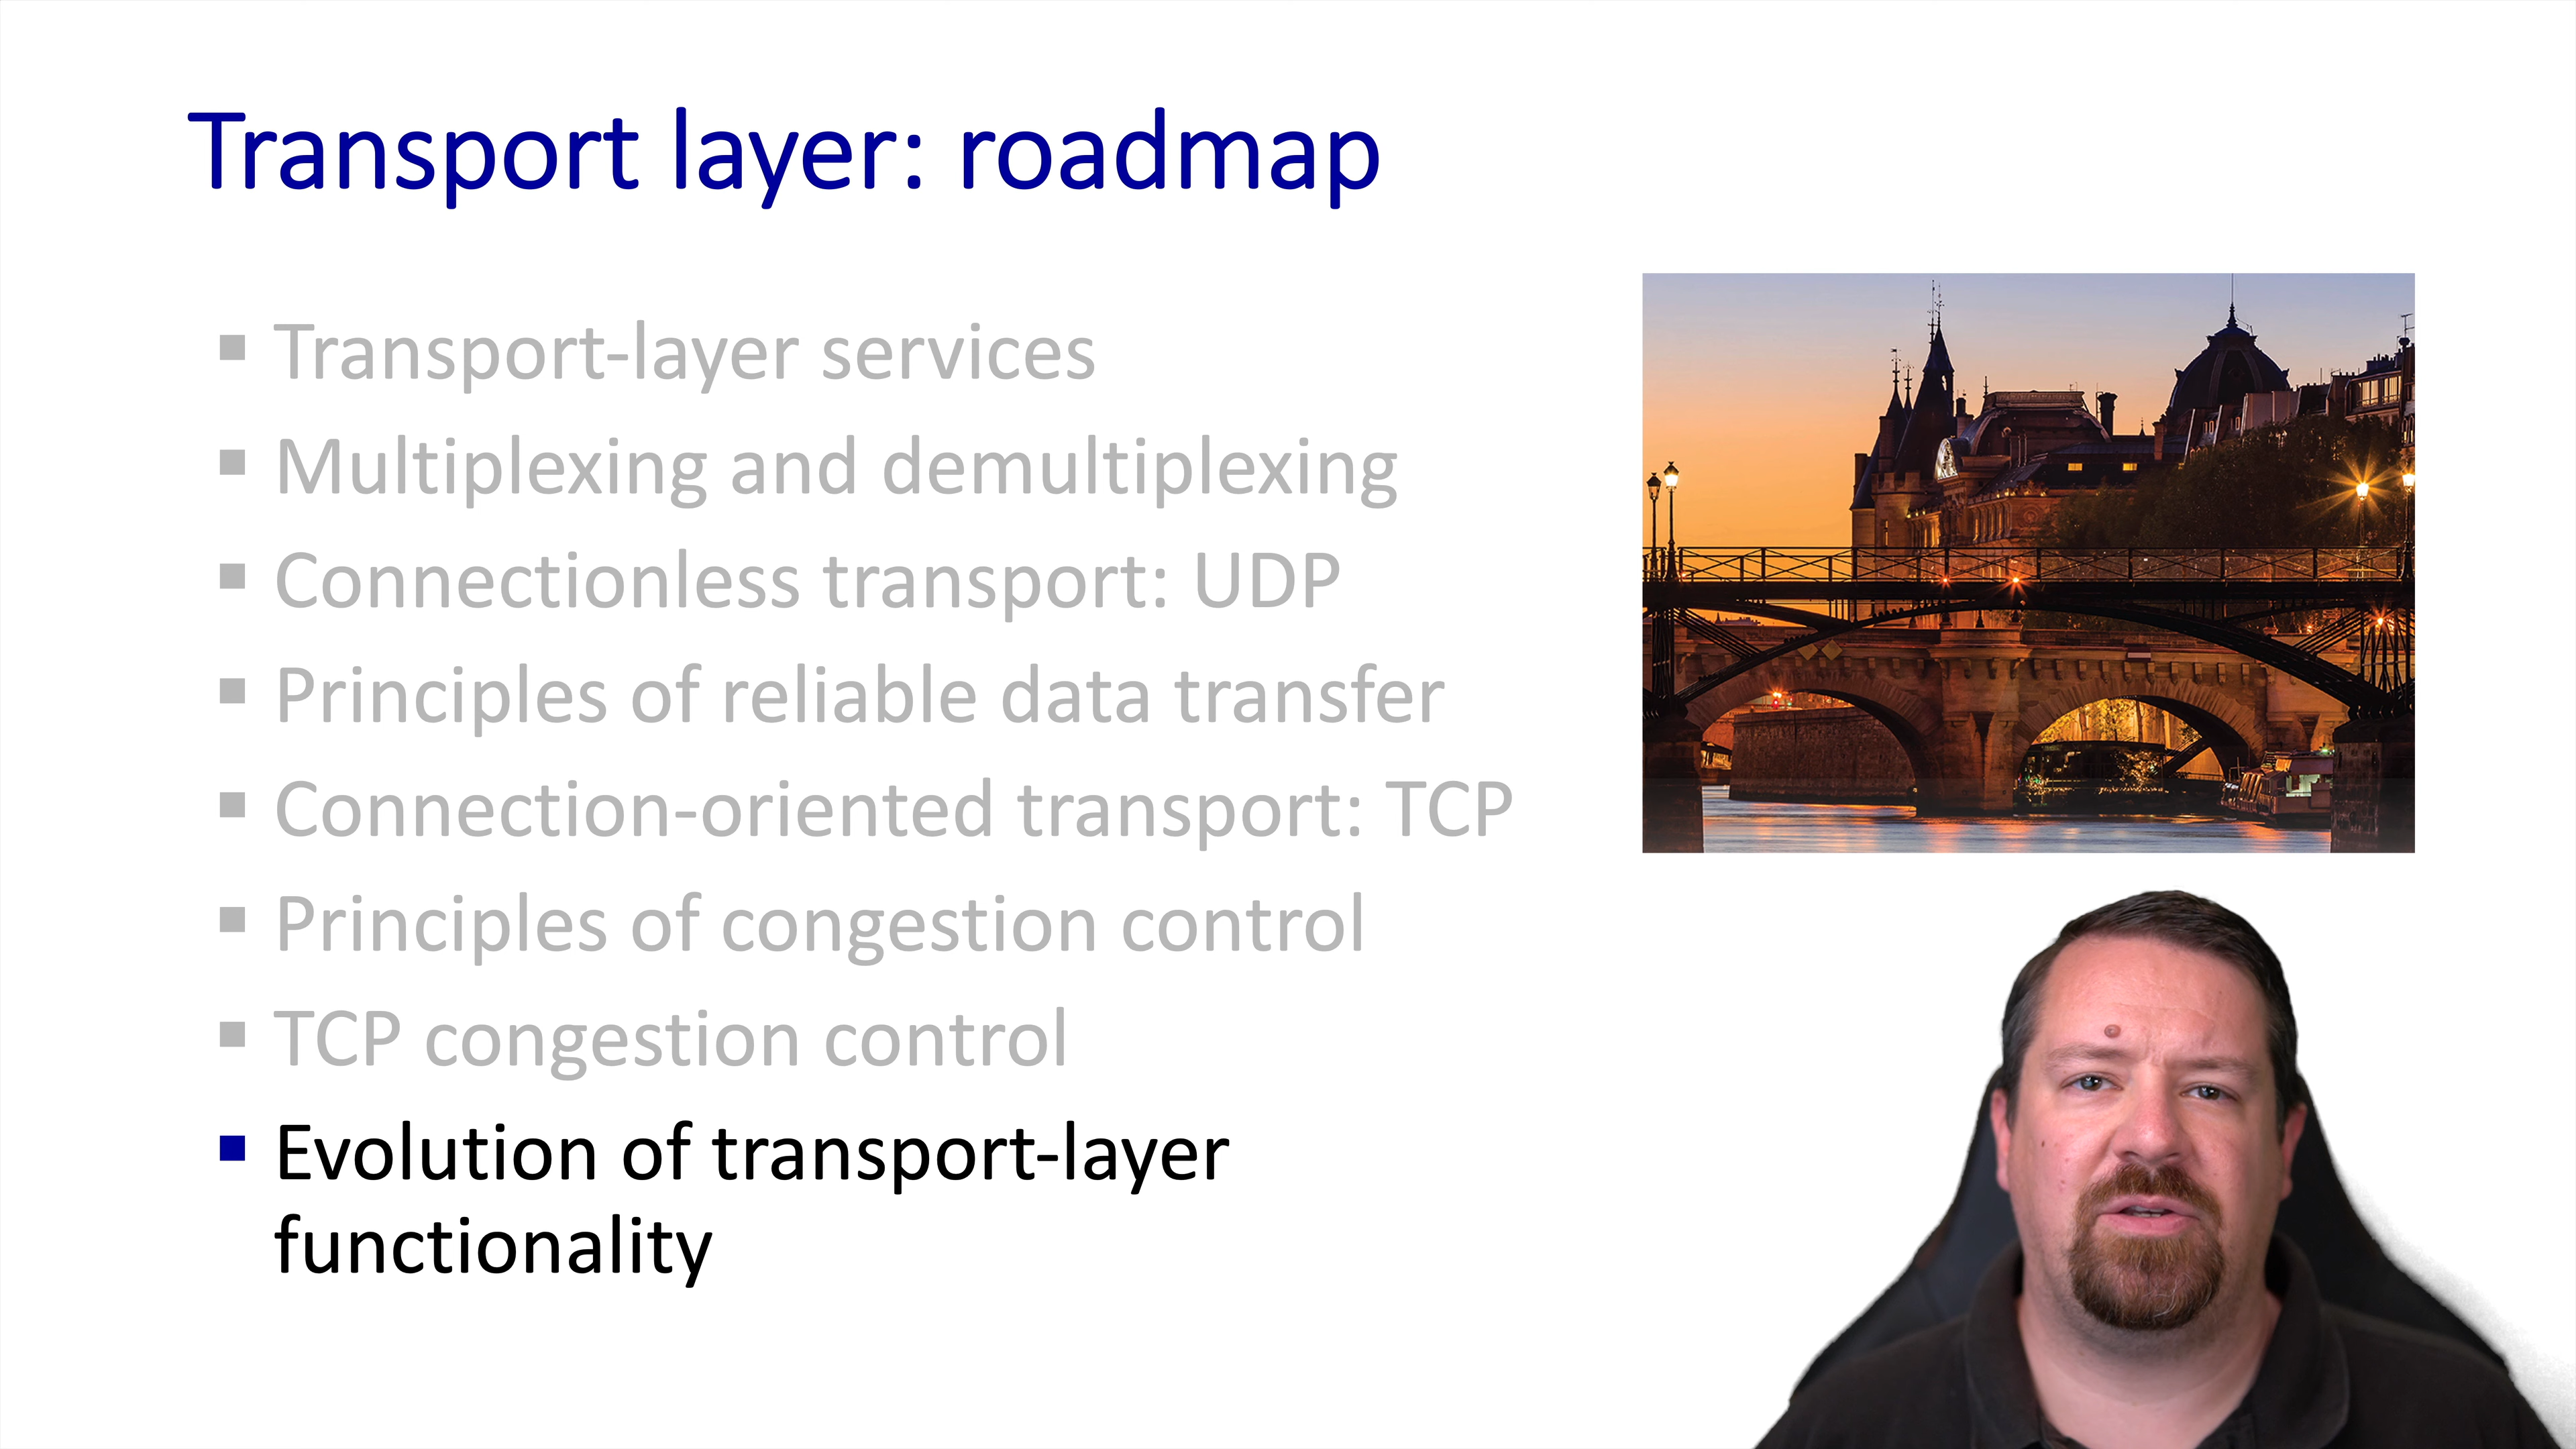 Transport layer: roadmap
Transport-layer services
Multiplexing and demultiplexing
Connectionless transport: UDP
Principles of reliable data transfer
Connection-oriented transport: TCP
Principles of congestion control
TCP congestion control
Evolution of transport-layer
functionality